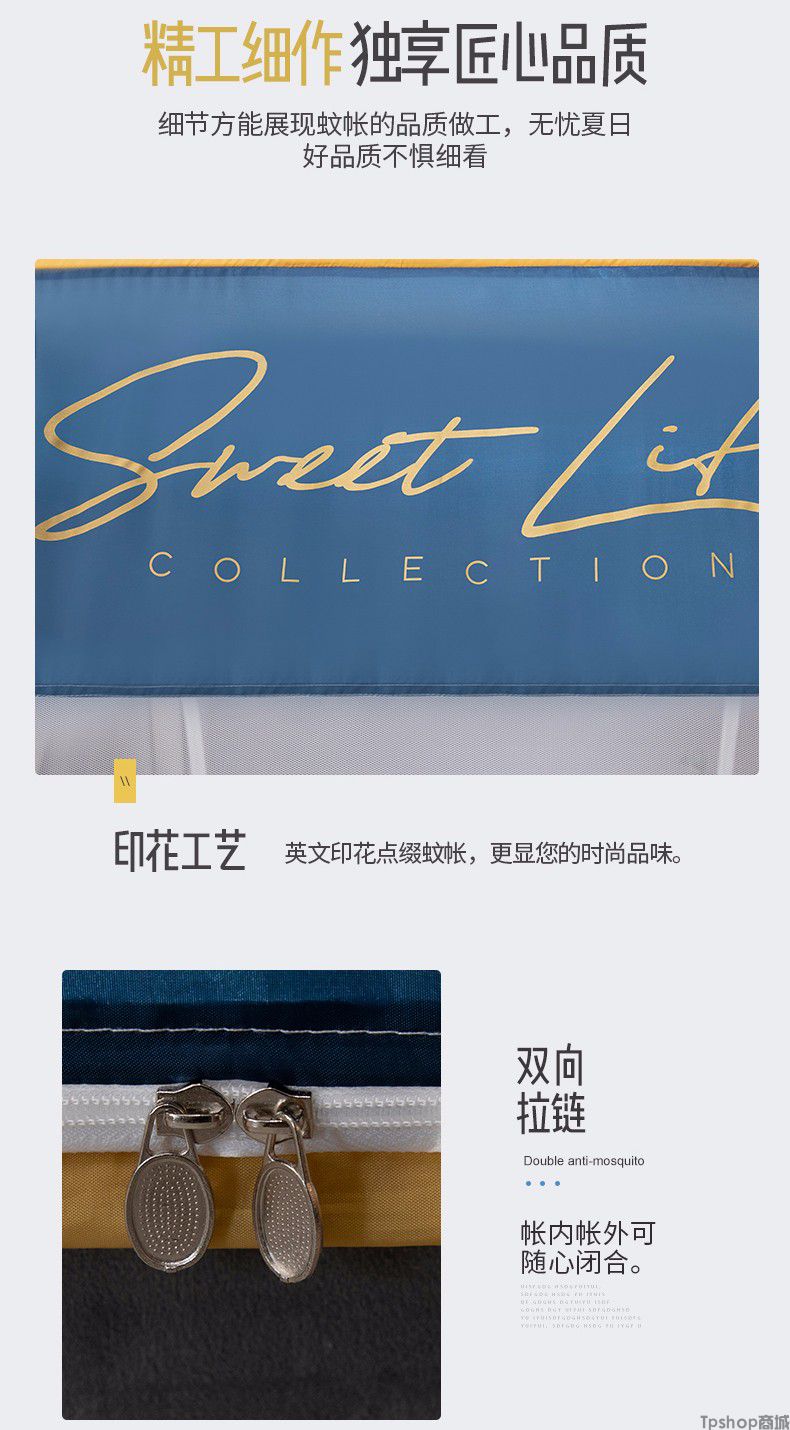 精工细作 独享匠心品质
细节方能展现蚊帐的品质做工，无忧夏日
好品质不惧细看
Sweet Lif
COLLECTION
\\
印花工艺 英文印花点缀蚊帐，更显您的时尚品味。
双向
拉链
Double anti-mosquito
帐内帐外可
随心闭合。
Tpshop商城